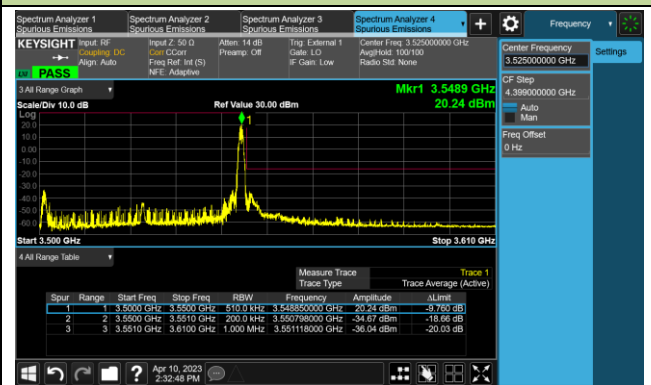 Spectrum Analyzer 1 Spurious Emissions
Spectrum Analyzer 2 Spurious Emissions
Spectrum Analyzer 3 Spurious Emissions
Spectrum Analyzer 4 Spurious Emissions
+
Frequency
KEYSIGHT
Input: RF
Coupling: DC
Align: Auto
Input Z: 50 Ω
Corr CCorr
Freq Ref: Int (S)
NFE: Adaptive
Atten: 14 dB
Preamp: Off
Trig: External 1
Gate: LO
IF Gain: Low
Center Freq: 3.525000000 GHz
Avg|Hold: 100/100
Radio Std: None
PASS
Center Frequency
3.525000000 GHz
Settings
CF Step
4.399000000 GHz
Auto
Man
Freq Offset
0 Hz
3 All Range Graph
Mkr1 3.5489 GHz
Scale/Div 10.0 dB
Ref Value 30.00 dBm
20.24 dBm
Log
20.0
10.0
0.00
-10.0
-20.0
-30.0
-40.0
-50.0
-60.0
1
Start 3.500 GHz
Stop 3.610 GHz
4 All Range Table
Measure Trace Trace 1
Trace Type Trace Average (Active)
Spur Range Start Freq Stop Freq RBW Frequency Amplitude ΔLimit
1 1 3.5000 GHz 3.5500 GHz 510.0 kHz 3.548850000 GHz 20.24 dBm -9.760 dB
2 2 3.5500 GHz 3.5510 GHz 200.0 kHz 3.550798000 GHz -34.67 dBm -18.66 dB
3 3 3.5510 GHz 3.6100 GHz 1.000 MHz 3.551118000 GHz -36.04 dBm -20.03 dB
?
Apr 10, 2023
2:32:48 PM